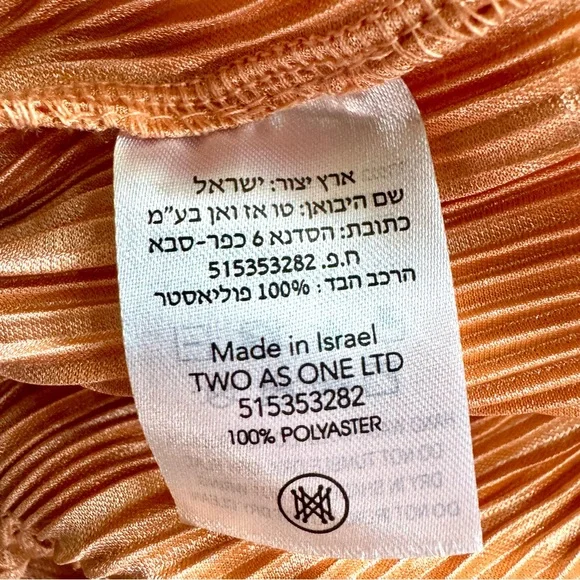 ארץ יצור: ישראל
שם היבואן: טו אז ואן בע"מ
כתובת: הסדנא 6 כפר-סבא
ח.פ. 515353282
הרכב הבד: 100% פוליאסטר
Made in Israel
TWO AS ONE LTD
515353282
100% POLYASTER